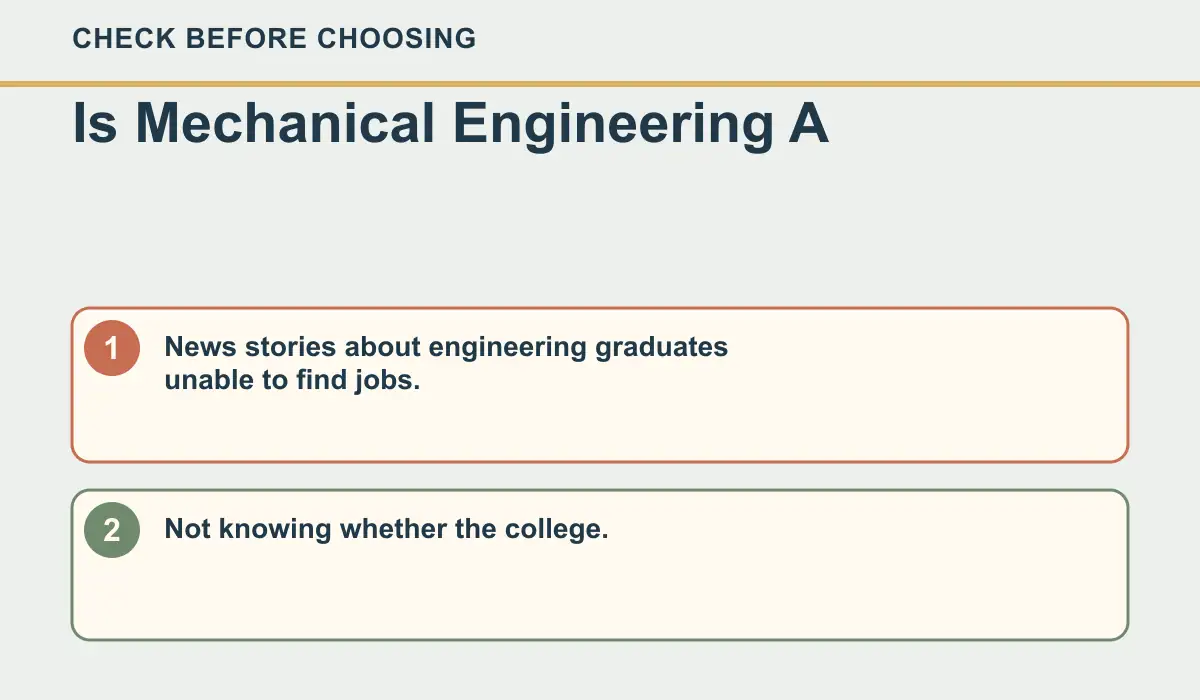 CHECK BEFORE CHOOSING
Is Mechanical Engineering A
1
News stories about engineering graduates
unable to find jobs.
2
Not knowing whether the college.